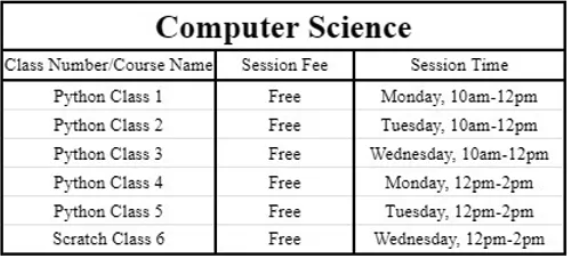 Computer Science
Class Number/Course Name Session Fee Session Time
Python Class 1 Free Monday, 10am-12pm
Python Class 2 Free Tuesday, 10am-12pm
Python Class 3 Free Wednesday, 10am-12pm
Python Class 4 Free Monday, 12pm-2pm
Python Class 5 Free Tuesday, 12pm-2pm
Scratch Class 6 Free Wednesday, 12pm-2pm